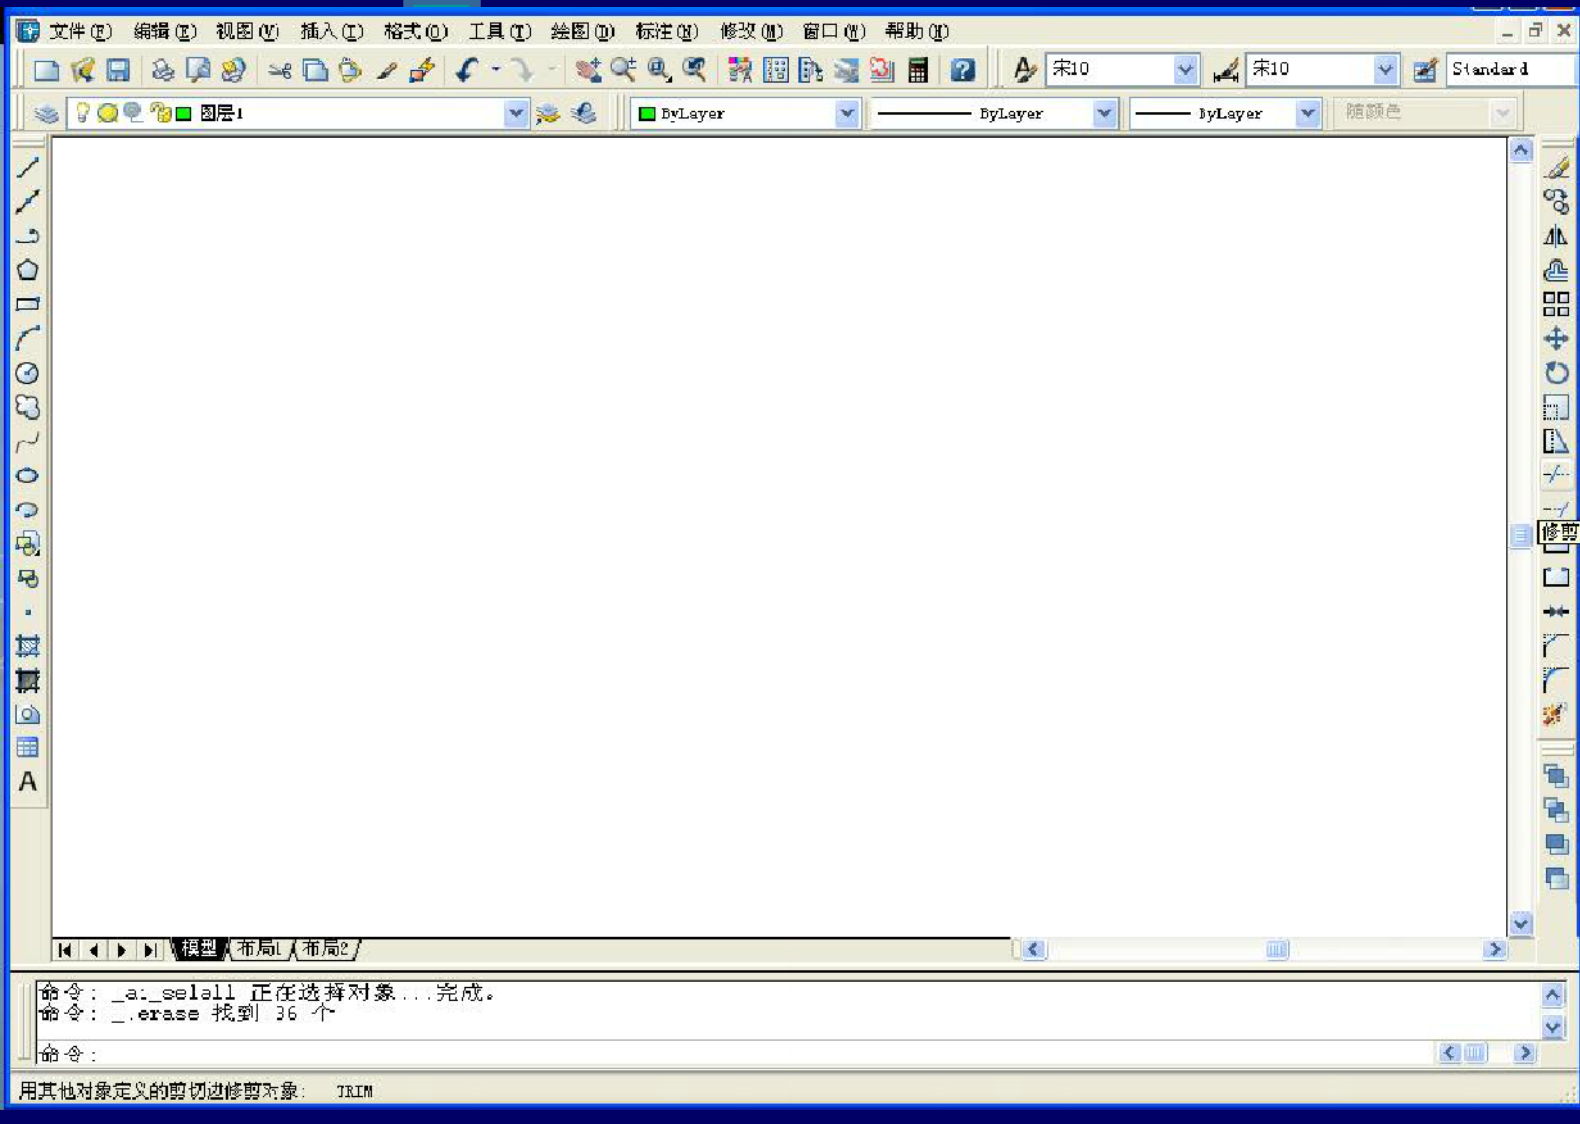 文件(F) 编辑(E) 视图(V) 插入(I) 格式(O) 工具(T) 绘图(D) 标注(N) 修改(M) 窗口(W) 帮助(H)
宋10 宋10 Standard
图层1 ByLayer ByLayer ByLayer 随颜色
修剪
A
模型 布局1 布局2
命令: _ai_selall 正在选择对象...完成。
命令: _.erase 找到 36 个
命令:
用其他对象定义的剪切边修剪对象: TRIM